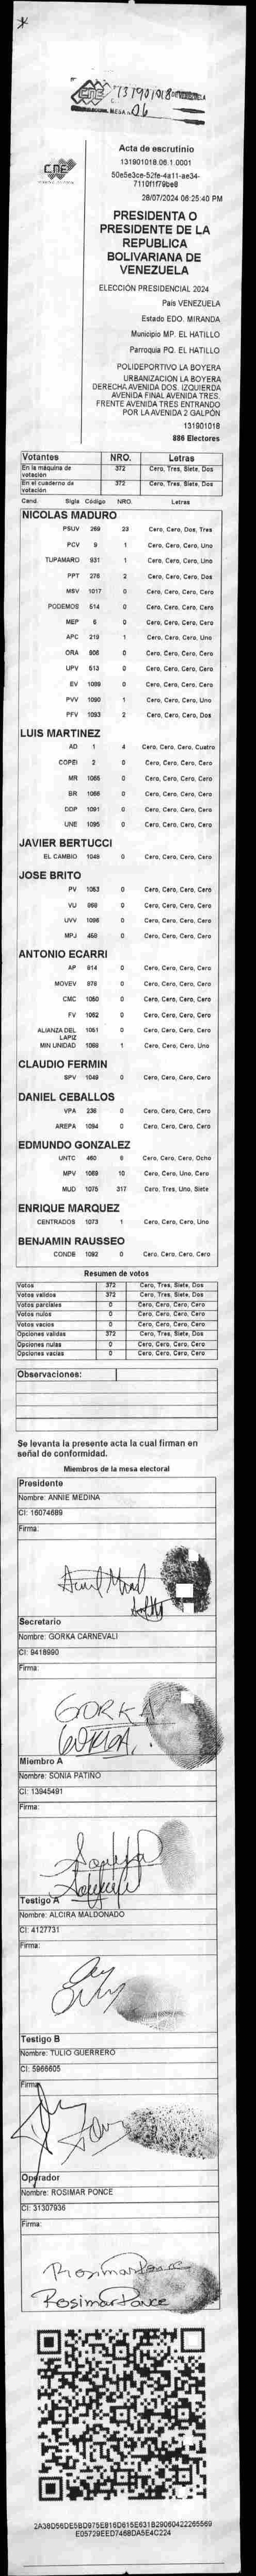 CNE 131901018
MESA: 06
CNE
Acta de escrutinio
131901018.06.1.0001
28/07/2024 06:25:40 PM
PRESIDENTA O
PRESIDENTE DE LA
REPUBLICA
BOLIVARIANA DE
VENEZUELA
ELECCIÓN PRESIDENCIAL 2024
País VENEZUELA
Estado EDO. MIRANDA
Municipio MP. EL HATILLO
Parroquia PQ. EL HATILLO
POLIDEPORTIVO LA BOYERA
URBANIZACION LA BOYERA
DERECHA AVENIDA DOS. IZQUIERDA
AVENIDA FINAL AVENIDA TRES.
FRENTE AVENIDA TRES ENTRANDO
POR LA AVENIDA 2 GALPÓN
131901018
886 Electores
Votantes NRO. Letras
En la máquina de votación 372 Cero, Tres, Siete, Dos
En el cuaderno de votación 372 Cero, Tres, Siete, Dos
Cand. Sigla Código NRO. Letras
NICOLAS MADURO
PSUV 269 23 Cero, Cero, Dos, Tres
PCV 9 1 Cero, Cero, Cero, Uno
TUPAMARO 931 1 Cero, Cero, Cero, Uno
PPT 276 2 Cero, Cero, Cero, Dos
MSV 1017 0 Cero, Cero, Cero, Cero
PODEMOS 514 0 Cero, Cero, Cero, Cero
MEP 6 0 Cero, Cero, Cero, Cero
APC 219 1 Cero, Cero, Cero, Uno
ORA 906 0 Cero, Cero, Cero, Cero
UPV 513 0 Cero, Cero, Cero, Cero
EV 1089 0 Cero, Cero, Cero, Cero
PVV 1090 1 Cero, Cero, Cero, Uno
PFV 1093 2 Cero, Cero, Cero, Dos
LUIS MARTINEZ
AD 1 4 Cero, Cero, Cero, Cuatro
COPEI 2 0 Cero, Cero, Cero, Cero
MR 1065 0 Cero, Cero, Cero, Cero
BR 1066 0 Cero, Cero, Cero, Cero
DDP 1091 0 Cero, Cero, Cero, Cero
UNE 1095 0 Cero, Cero, Cero, Cero
JAVIER BERTUCCI
EL CAMBIO 1048 0 Cero, Cero, Cero, Cero
JOSE BRITO
PV 1053 0 Cero, Cero, Cero, Cero
VU 969 0 Cero, Cero, Cero, Cero
UVV 1096 0 Cero, Cero, Cero, Cero
MPJ 459 0 Cero, Cero, Cero, Cero
ANTONIO ECARRI
AP 914 0 Cero, Cero, Cero, Cero
MOVEV 978 0 Cero, Cero, Cero, Cero
CMC 1050 0 Cero, Cero, Cero, Cero
FV 1052 0 Cero, Cero, Cero, Cero
ALIANZA DEL LAPIZ 1051 0 Cero, Cero, Cero, Cero
MIN UNIDAD 1069 1 Cero, Cero, Cero, Uno
CLAUDIO FERMIN
SPV 1049 0 Cero, Cero, Cero, Cero
DANIEL CEBALLOS
VPA 236 0 Cero, Cero, Cero, Cero
AREPA 1094 0 Cero, Cero, Cero, Cero
EDMUNDO GONZALEZ
UNTC 460 8 Cero, Cero, Cero, Ocho
MPV 10 Cero, Cero, Uno, Cero
MUD 1075 317 Cero, Tres, Uno, Siete
ENRIQUE MARQUEZ
CENTRADOS 1073 1 Cero, Cero, Cero, Uno
BENJAMIN RAUSSEO
CONDE 1092 0 Cero, Cero, Cero, Cero
Resumen de votos
Votos 372 Cero, Tres, Siete, Dos
Votos validos 372 Cero, Tres, Siete, Dos
Votos parciales 0 Cero, Cero, Cero, Cero
Votos nulos 0 Cero, Cero, Cero, Cero
Votos vacios 0 Cero, Cero, Cero, Cero
Opciones validas 372 Cero, Tres, Siete, Dos
Opciones nulas 0 Cero, Cero, Cero, Cero
Opciones vacias 0 Cero, Cero, Cero, Cero
Observaciones:
Se levanta la presente acta la cual firman en
señal de conformidad.
Miembros de la mesa electoral
Presidente
Nombre: ANNIE MEDINA
CI: 16074689
Firma:
Secretario
Nombre: GORKA CARNEVALI
CI: 9418990
Firma:
GORKA
GORKA
Miembro A
Nombre: SONIA PATIÑO
CI: 13945491
Firma:
Testigo A
Nombre: ALCIRA MALDONADO
CI: 4127731
Firma:
Testigo B
Nombre: TULIO GUERRERO
CI: 5966605
Firma:
Operador
Nombre: ROSIMAR PONCE
CI: 31307936
Firma:
Rosimar Ponce
Rosimar Ponce